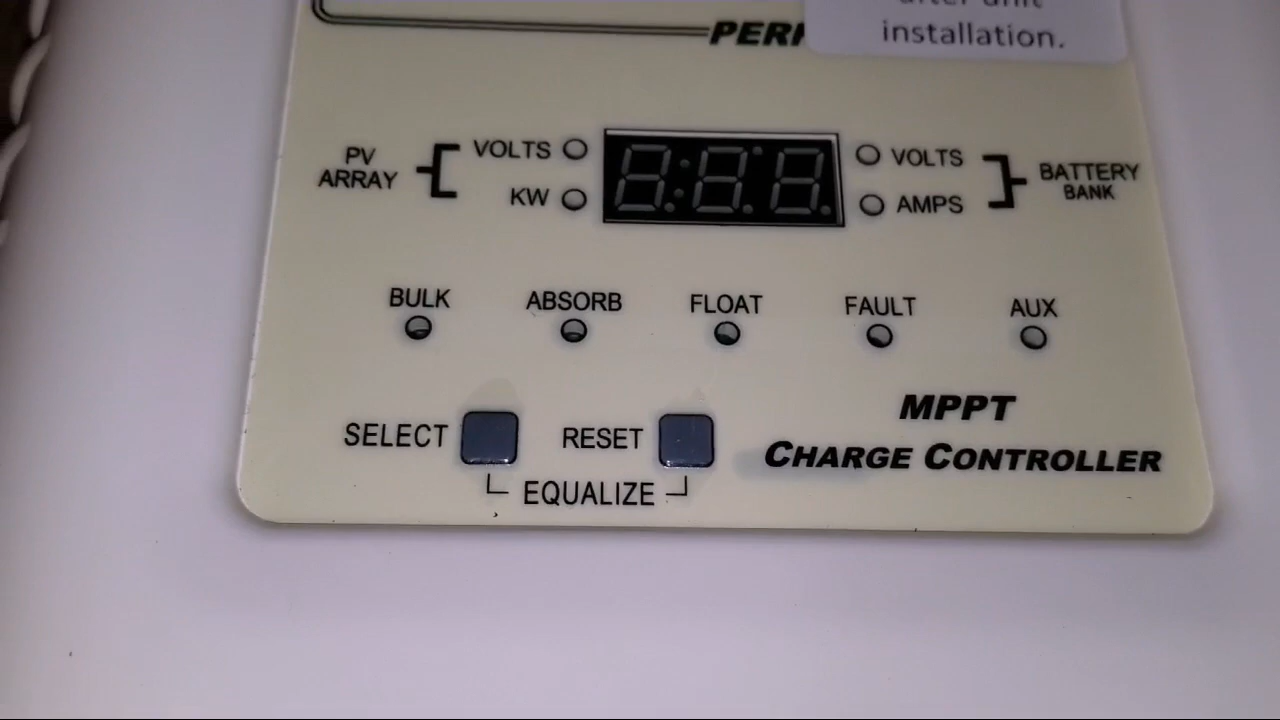 installation.
PV
ARRAY
VOLTS
KW
VOLTS
AMPS
BATTERY
BANK
BULK
ABSORB
FLOAT
FAULT
AUX
SELECT
RESET
EQUALIZE
MPPT
CHARGE CONTROLLER